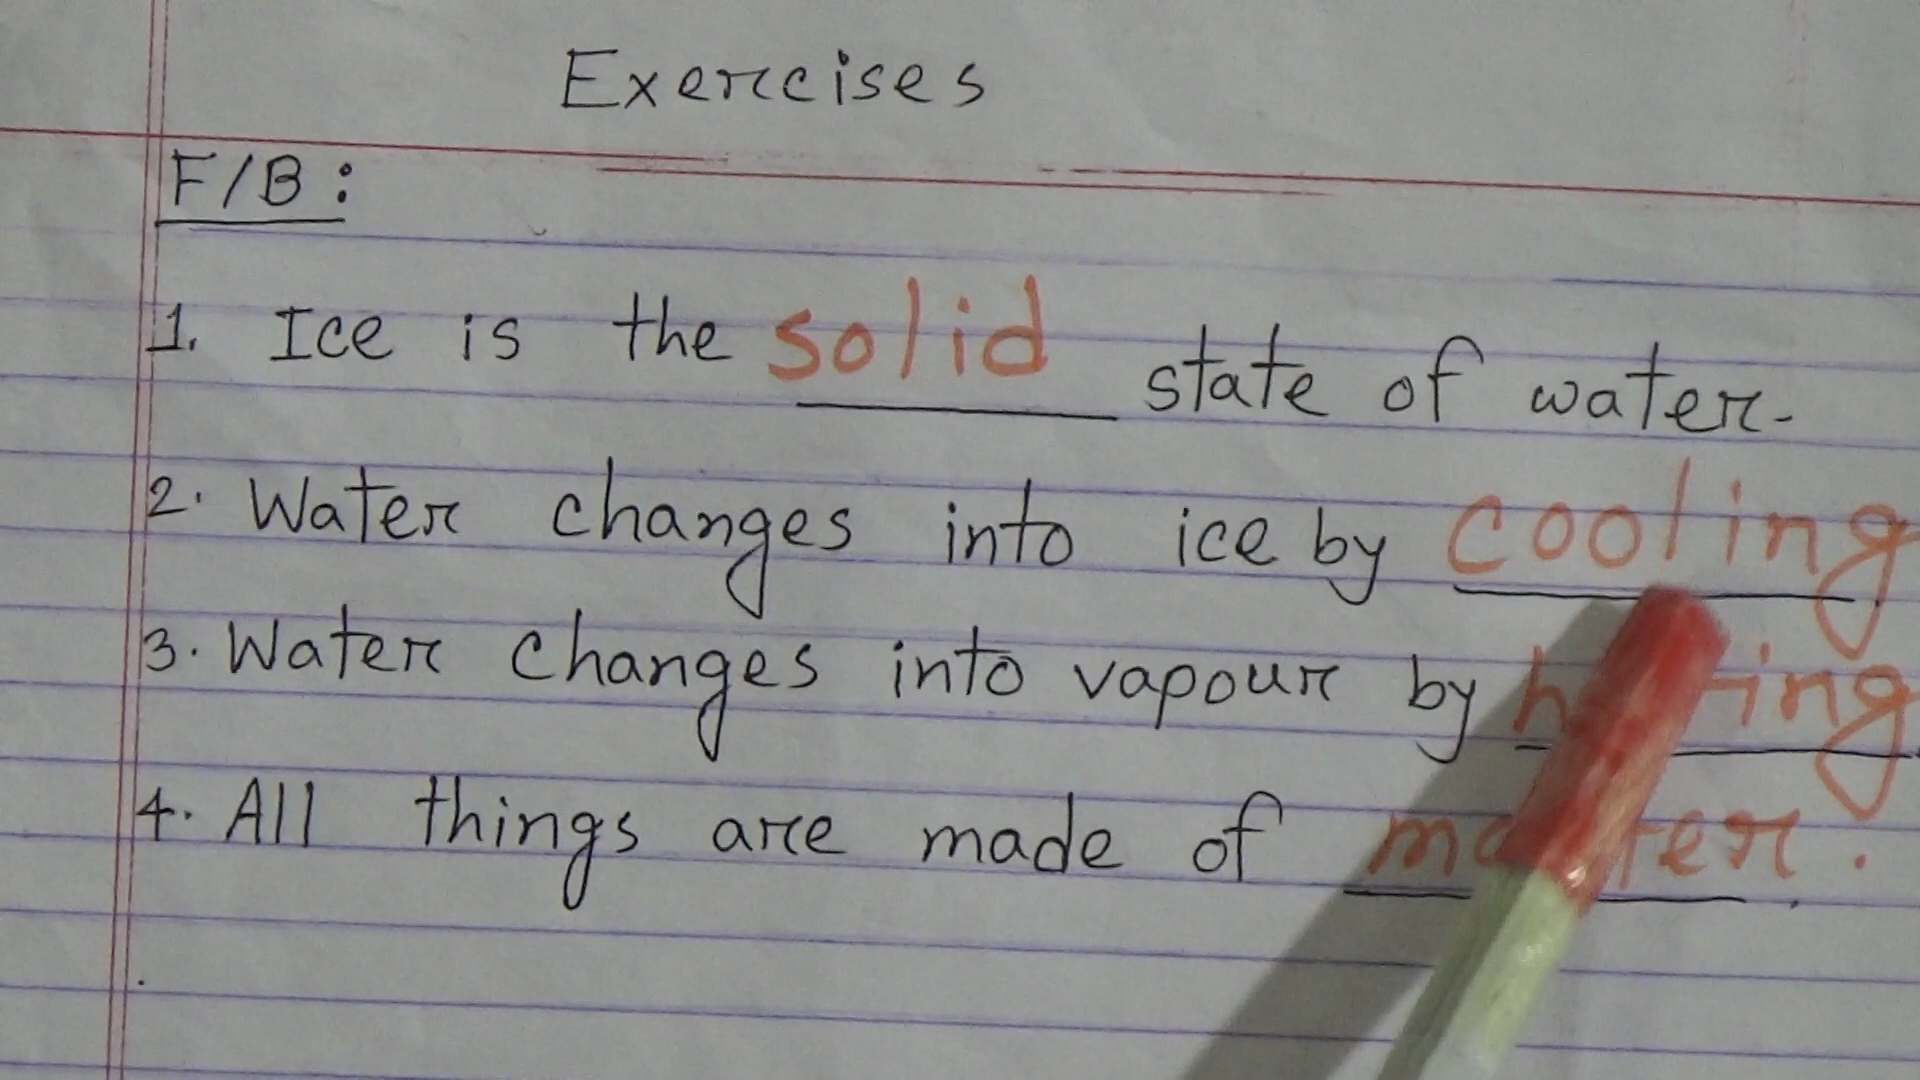 Exercises
F/B:
1. Ice is the solid state of water.
2. Water changes into ice by cooling.
3. Water changes into vapour by
4. All things are made of matter.